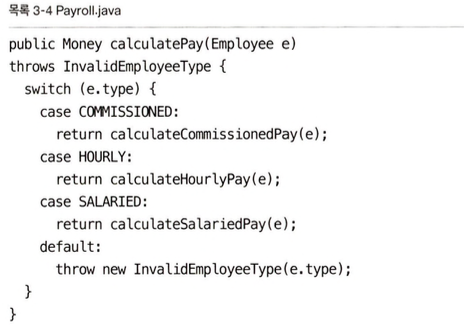 목록 3-4 Payroll.java
public Money calculatePay(Employee e)
throws InvalidEmployeeType {
  switch (e.type) {
    case COMMISSIONED:
      return calculateCommissionedPay(e);
    case HOURLY:
      return calculateHourlyPay(e);
    case SALARIED:
      return calculateSalariedPay(e);
    default:
      throw new InvalidEmployeeType(e.type);
  }
}